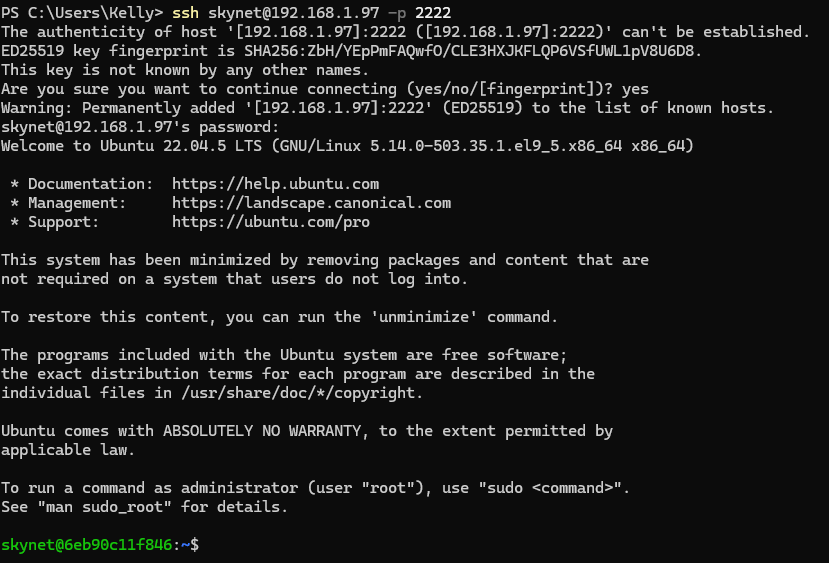 PS C:\Users\Kelly> ssh skynet@192.168.1.97 -p 2222
The authenticity of host '[192.168.1.97]:2222 ([192.168.1.97]:2222)' can't be established.
ED25519 key fingerprint is SHA256:ZbH/YEpPmFAQwfO/CLE3HXJKFLQP6VSfUWL1pV8U6D8.
This key is not known by any other names.
Are you sure you want to continue connecting (yes/no/[fingerprint])? yes
Warning: Permanently added '[192.168.1.97]:2222' (ED25519) to the list of known hosts.
skynet@192.168.1.97's password:
Welcome to Ubuntu 22.04.5 LTS (GNU/Linux 5.14.0-503.35.1.el9_5.x86_64 x86_64)

 * Documentation:  https://help.ubuntu.com
 * Management:     https://landscape.canonical.com
 * Support:        https://ubuntu.com/pro

This system has been minimized by removing packages and content that are
not required on a system that users do not log into.

To restore this content, you can run the 'unminimize' command.

The programs included with the Ubuntu system are free software;
the exact distribution terms for each program are described in the
individual files in /usr/share/doc/*/copyright.

Ubuntu comes with ABSOLUTELY NO WARRANTY, to the extent permitted by
applicable law.

To run a command as administrator (user "root"), use "sudo <command>".
See "man sudo_root" for details.

skynet@6eb90c11f846:~$